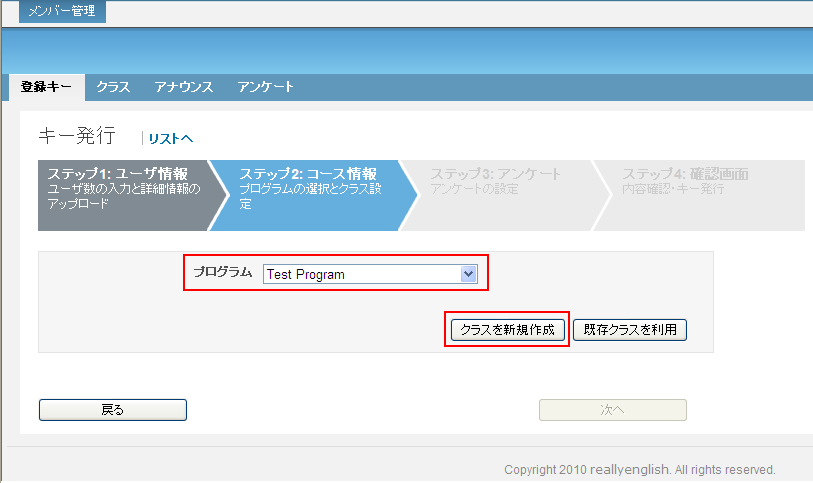 メンバー管理
登録キー クラス アナウンス アンケート
キー発行 リストへ
ステップ1: ユーザ情報
ユーザ数の入力と詳細情報の
アップロード
ステップ2: コース情報
プログラムの選択とクラス設
定
ステップ3: アンケート
アンケートの設定
ステップ4: 確認画面
内容確認・キー発行
プログラム Test Program
クラスを新規作成 既存クラスを利用
戻る 次へ
Copyright 2010 reallyenglish. All rights reserved.